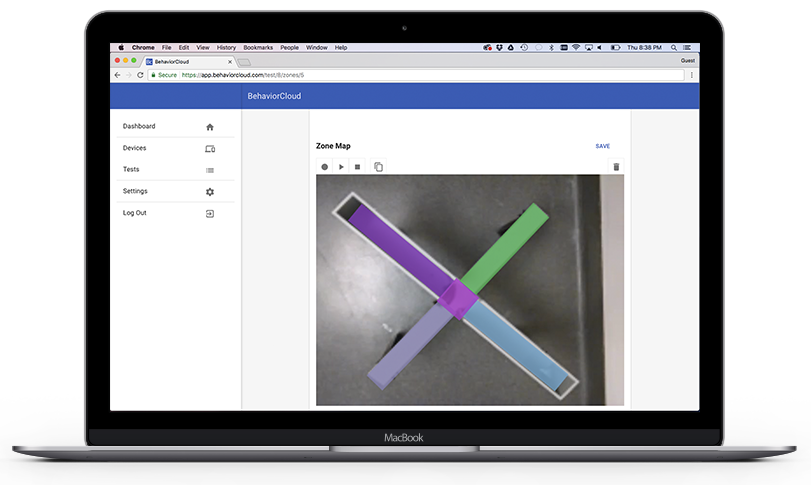 Chrome File Edit View History Bookmarks People Window Help Thu 8:38 PM
BehaviorCloud Guest
Secure https://app.behaviorcloud.com/test/8/zones/5
BehaviorCloud
Dashboard
Devices
Tests
Settings
Log Out
Zone Map SAVE
MacBook